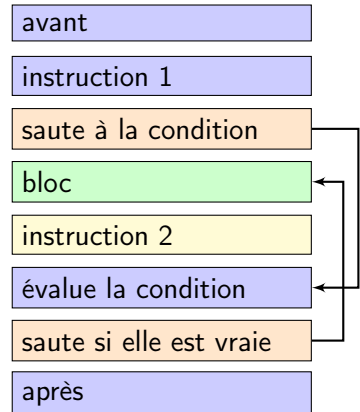 avant
instruction 1
saute à la condition
bloc
instruction 2
évalue la condition
saute si elle est vraie
après